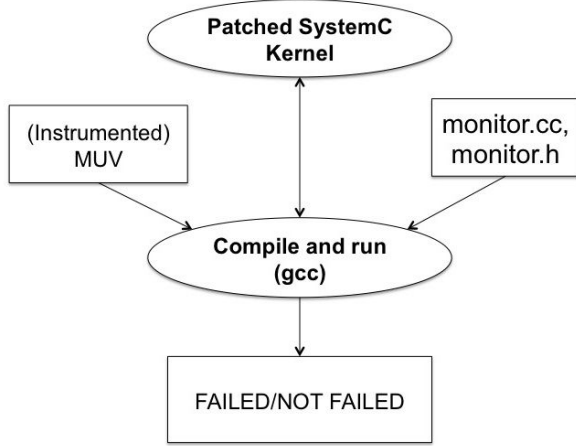 Patched SystemC
Kernel
(Instrumented)
MUV
monitor.cc,
monitor.h
Compile and run
(gcc)
FAILED/NOT FAILED